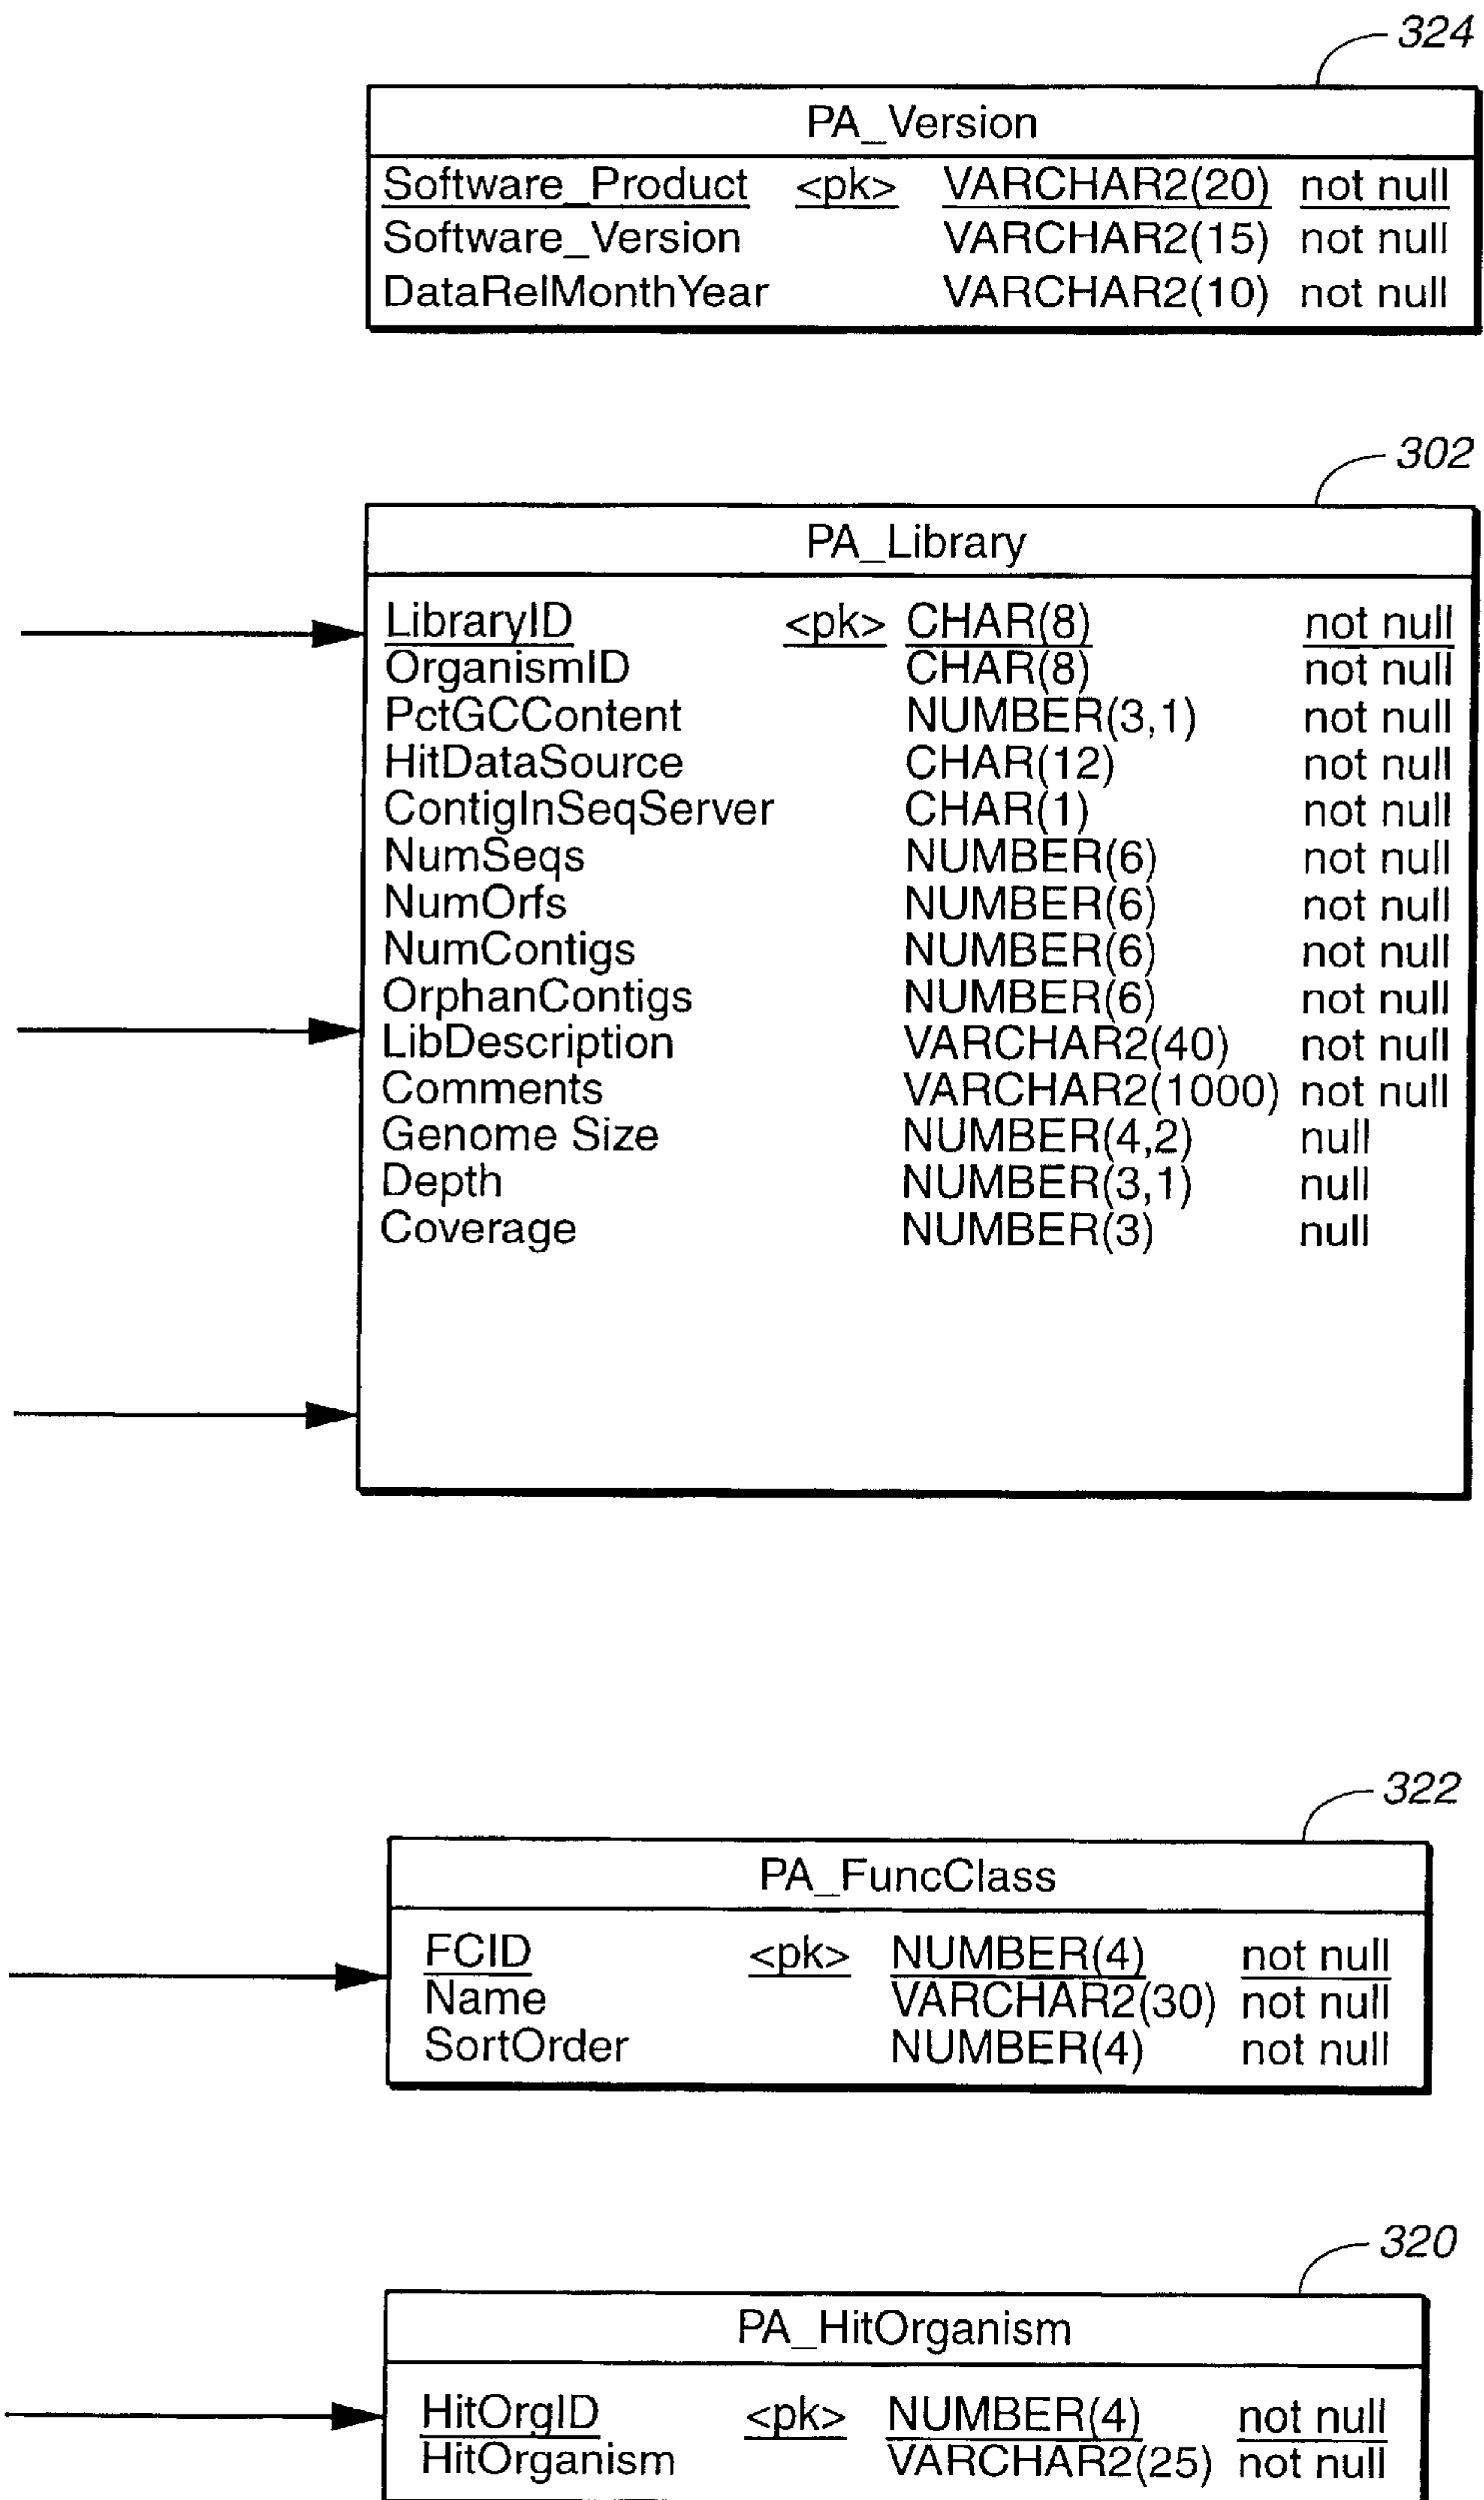 324
PA_Version
Software_Product <pk> VARCHAR2(20) not null
Software_Version VARCHAR2(15) not null
DataRelMonthYear VARCHAR2(10) not null
302
PA_Library
LibraryID <pk> CHAR(8) not null
OrganismID CHAR(8) not null
PctGCContent NUMBER(3,1) not null
HitDataSource CHAR(12) not null
ContigInSeqServer CHAR(1) not null
NumSeqs NUMBER(6) not null
NumOrfs NUMBER(6) not null
NumContigs NUMBER(6) not null
OrphanContigs NUMBER(6) not null
LibDescription VARCHAR2(40) not null
Comments VARCHAR2(1000) not null
Genome Size NUMBER(4,2) null
Depth NUMBER(3,1) null
Coverage NUMBER(3) null
322
PA_FuncClass
FCID <pk> NUMBER(4) not null
Name VARCHAR2(30) not null
SortOrder NUMBER(4) not null
320
PA_HitOrganism
HitOrgID <pk> NUMBER(4) not null
HitOrganism VARCHAR2(25) not null